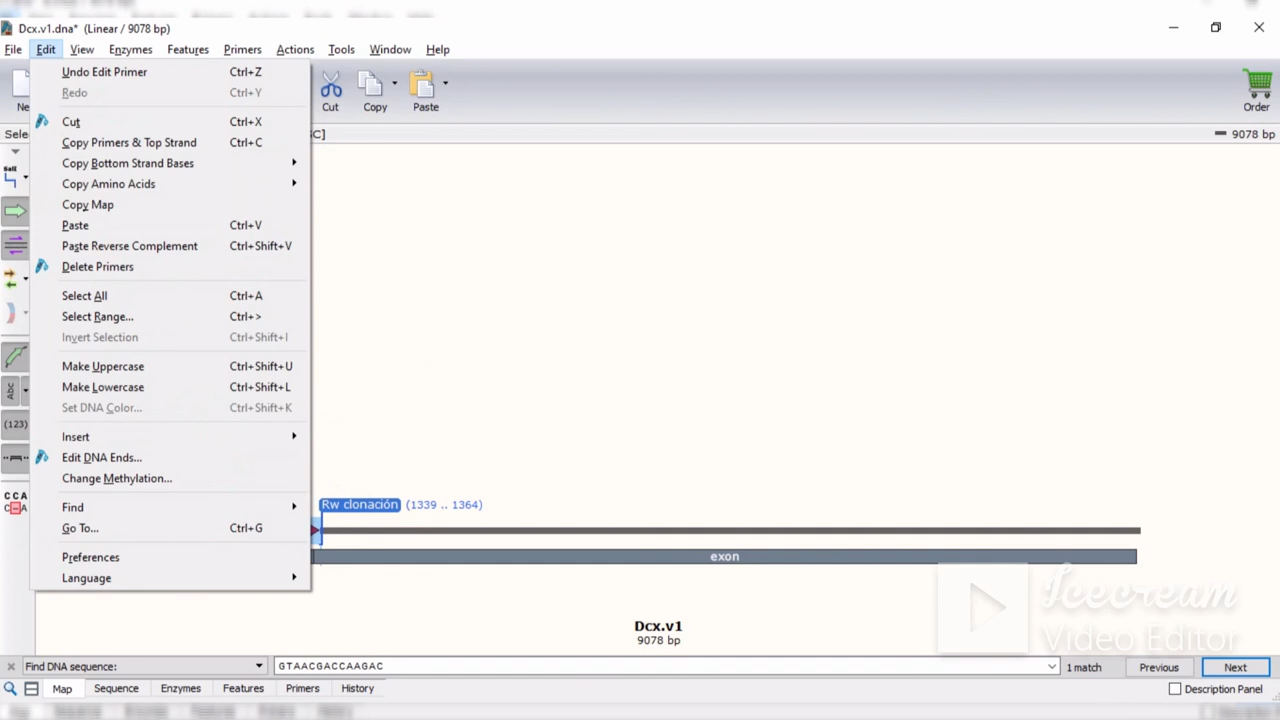 Dcx.v1.dna* (Linear / 9078 bp)
File Edit View Enzymes Features Primers Actions Tools Window Help
Undo Edit Primer Ctrl+Z
Redo Ctrl+Y
Cut Ctrl+X
Copy Primers & Top Strand Ctrl+C
Copy Bottom Strand Bases
Copy Amino Acids
Copy Map
Paste Ctrl+V
Paste Reverse Complement Ctrl+Shift+V
Delete Primers
Select All Ctrl+A
Select Range... Ctrl+>
Invert Selection Ctrl+Shift+I
Make Uppercase Ctrl+Shift+U
Make Lowercase Ctrl+Shift+L
Set DNA Color... Ctrl+Shift+K
Insert
Edit DNA Ends...
Change Methylation...
Find
Go To... Ctrl+G
Preferences
Language
Cut Copy Paste Order
9078 bp
(123)
Rw clonación (1339 .. 1364)
exon
Dcx.v1
9078 bp
Icecream
Video Editor
Find DNA sequence: GTAACGACCAAGAC 1 match Previous Next
Map Sequence Enzymes Features Primers History Description Panel